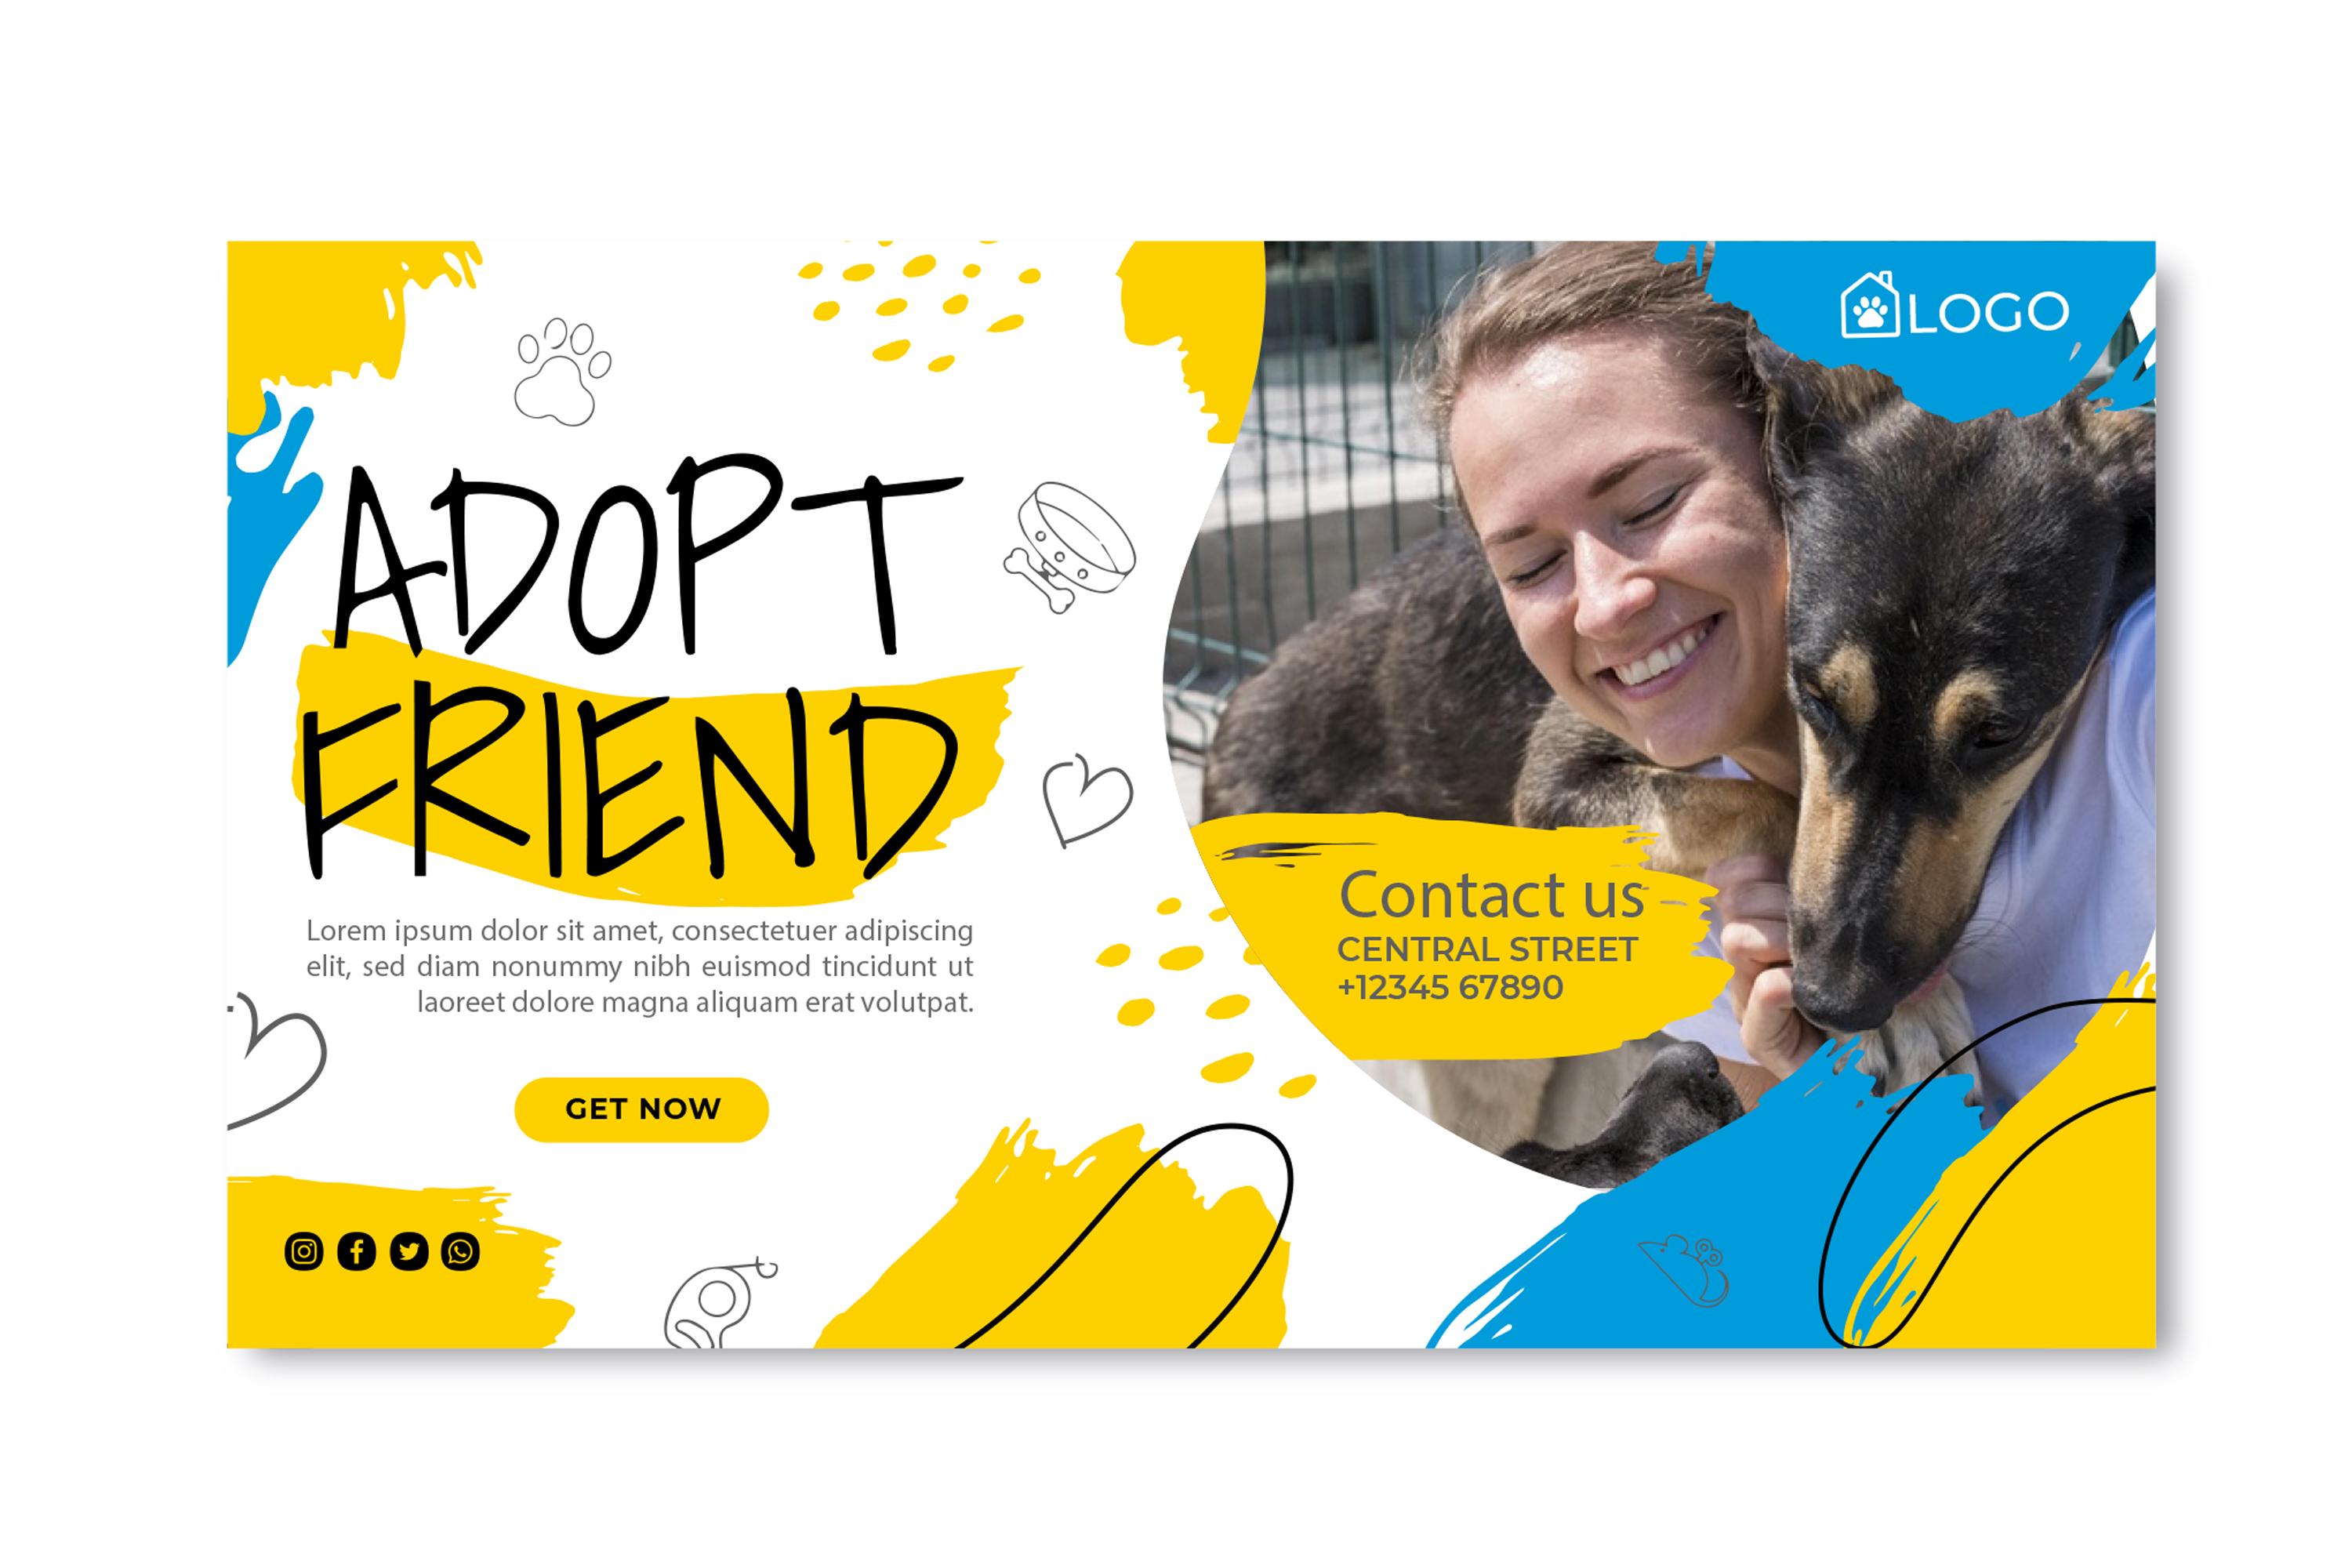 LOGO
ADOPT
FRIEND
Lorem ipsum dolor sit amet, consectetuer adipiscing
elit, sed diam nonummy nibh euismod tincidunt ut
laoreet dolore magna aliquam erat volutpat.
GET NOW
Contact us
CENTRAL STREET
+12345 67890